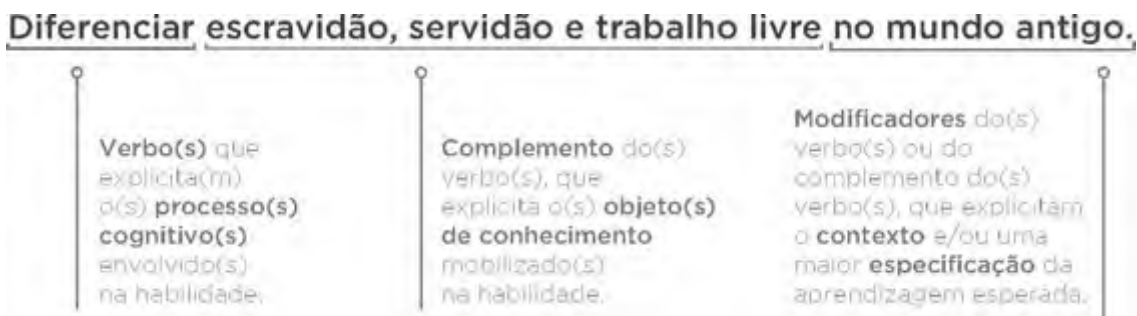 Diferenciar escravidão, servidão e trabalho livre no mundo antigo.
Verbo(s) que
explicita(m)
o(s) processo(s)
cognitivo(s)
envolvido(s)
na habilidade.
Complemento do(s)
verbo(s), que
explicita o(s) objeto(s)
de conhecimento
mobilizado(s)
na habilidade.
Modificadores do(s)
verbo(s) ou do
complemento do(s)
verbo(s), que explicitam
o contexto e/ou uma
maior especificação da
aprendizagem esperada.